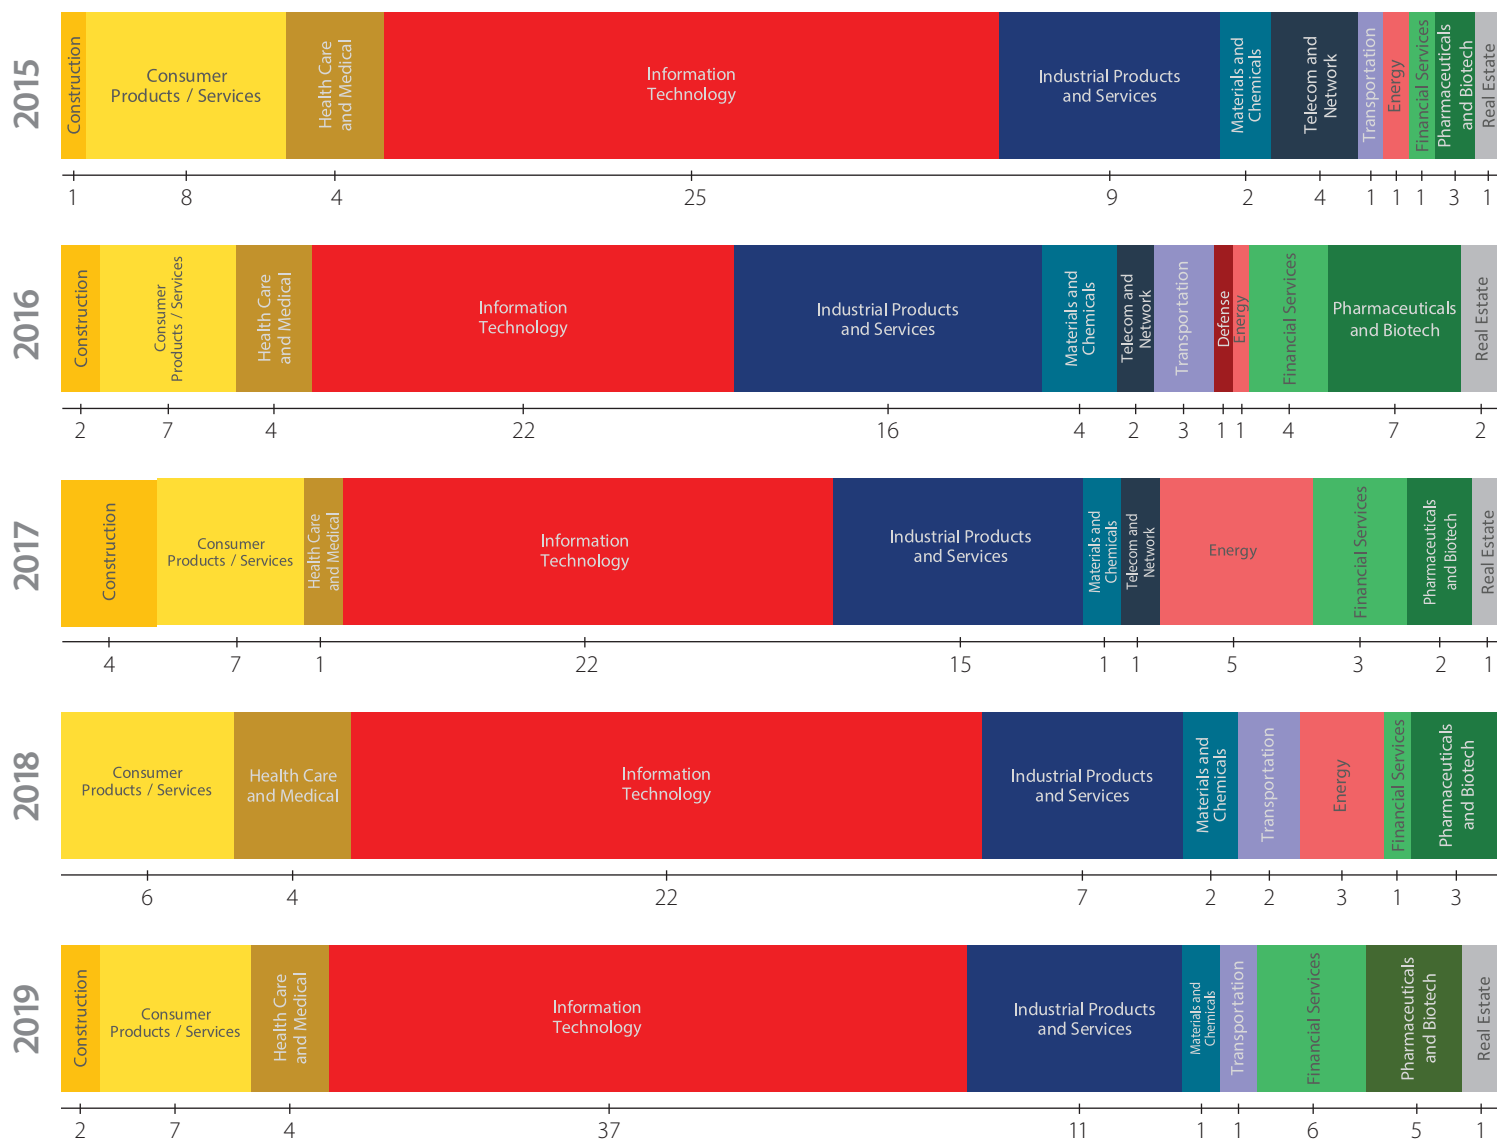 2015
Construction
Consumer
Products / Services
Health Care
and Medical
Information
Technology
Industrial Products
and Services
Materials and
Chemicals
Telecom and
Network
Transportation
Energy
Financial Services
Pharmaceuticals
and Biotech
Real Estate
1 8 4 25 9 2 4 1 1 1 3 1
2016
Construction
Consumer
Products / Services
Health Care
and Medical
Information
Technology
Industrial Products
and Services
Materials and
Chemicals
Telecom and
Network
Transportation
Defense
Energy
Financial Services
Pharmaceuticals
and Biotech
Real Estate
2 7 4 22 16 4 2 3 1 1 4 7 2
2017
Construction
Consumer
Products / Services
Health Care
and Medical
Information
Technology
Industrial Products
and Services
Materials and
Chemicals
Telecom and
Network
Energy
Financial Services
Pharmaceuticals
and Biotech
Real Estate
4 7 1 22 15 1 1 5 3 2 1
2018
Consumer
Products / Services
Health Care
and Medical
Information
Technology
Industrial Products
and Services
Materials and
Chemicals
Transportation
Energy
Financial Services
Pharmaceuticals
and Biotech
6 4 22 7 2 2 3 1 3
2019
Construction
Consumer
Products / Services
Health Care
and Medical
Information
Technology
Industrial Products
and Services
Materials and
Chemicals
Transportation
Financial Services
Pharmaceuticals
and Biotech
Real Estate
2 7 4 37 11 1 1 6 5 1